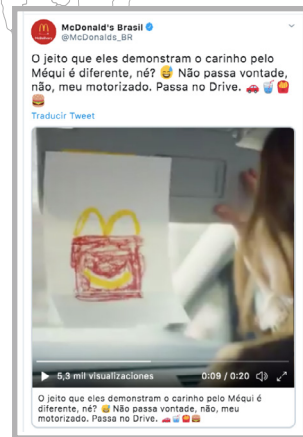 McDonald's Brasil
@McDonalds_BR
O jeito que eles demonstram o carinho pelo
Méqui é diferente, né? 😅 Não passa vontade,
não, meu motorizado. Passa no Drive. 🚗🥤🍟
🍔
Traducir Tweet
5,3 mil visualizaciones
0:09 / 0:20
O jeito que eles demonstram o carinho pelo Méqui é
diferente, né? 😅 Não passa vontade, não, meu
motorizado. Passa no Drive. 🚗🥤🍟🍔